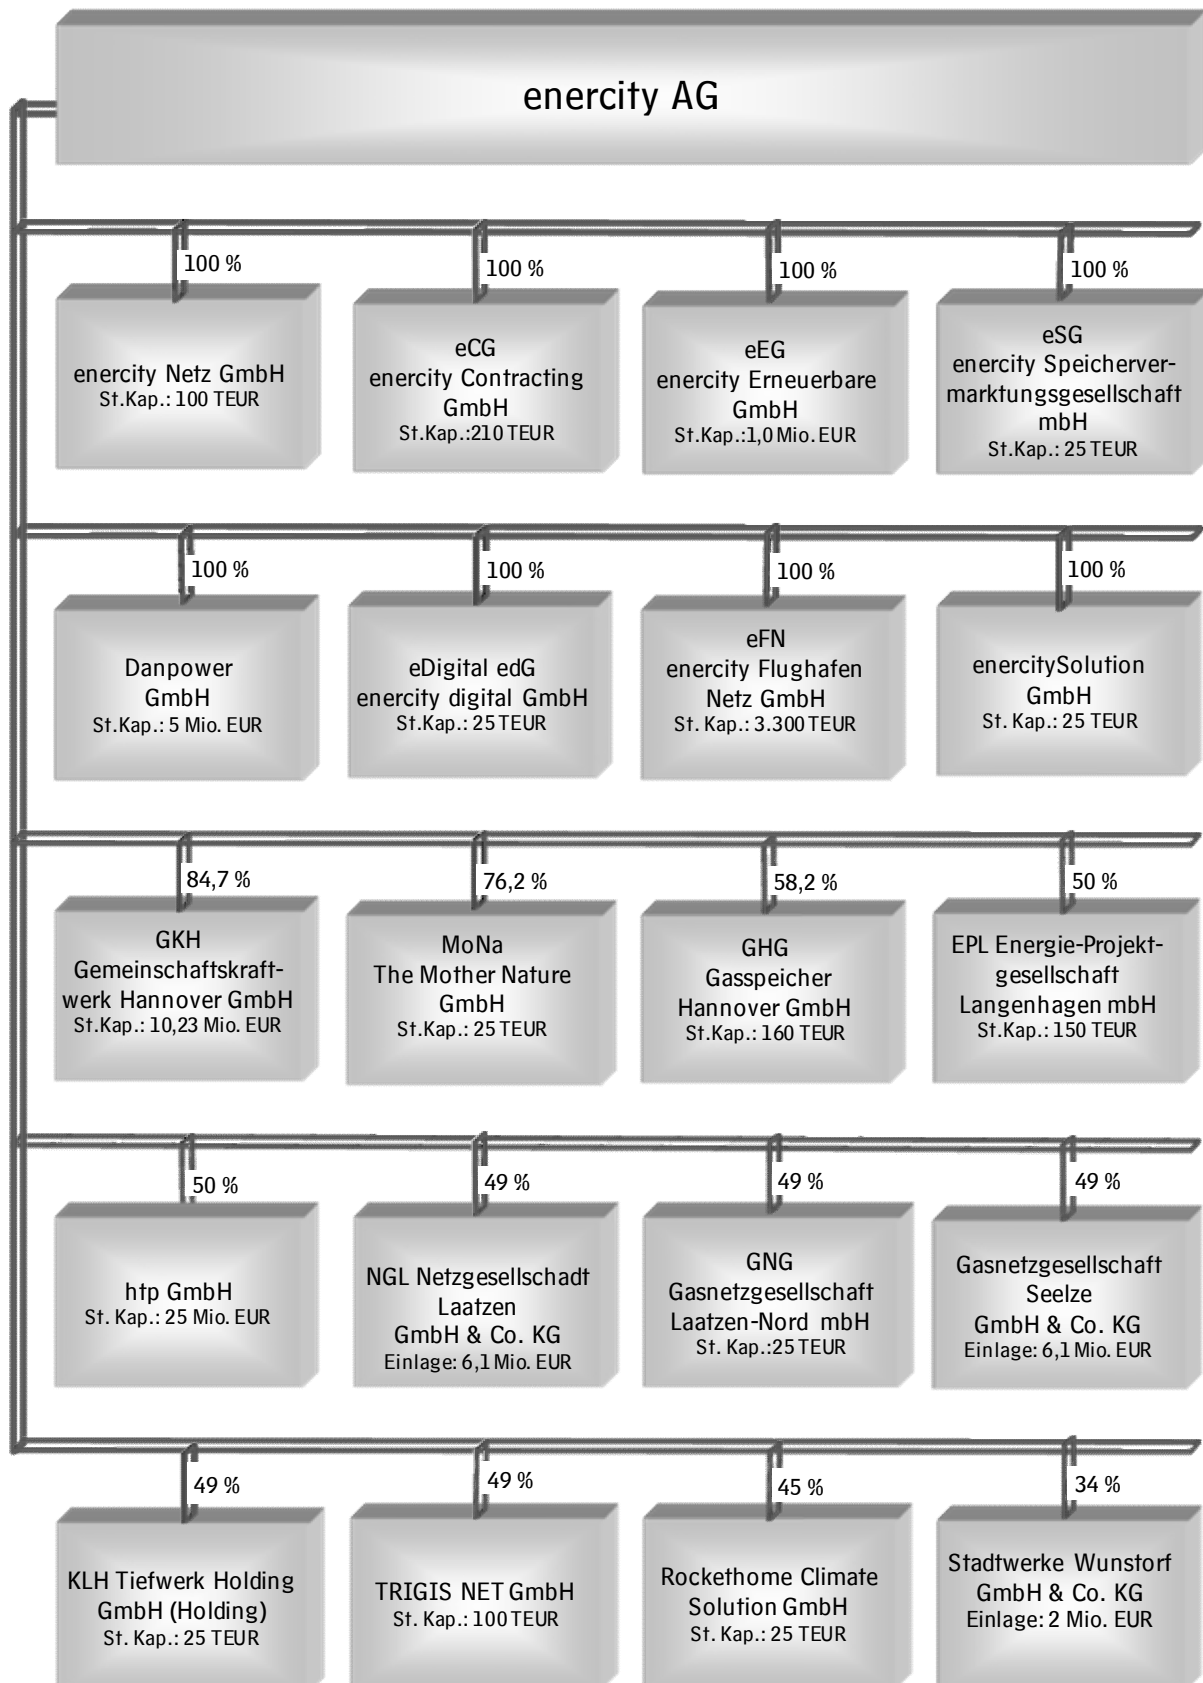 enercity AG
100 %
100 %
100 %
100 %
enercity Netz GmbH
St.Kap.: 100 TEUR
eCG
enercity Contracting
GmbH
St.Kap.:210 TEUR
eEG
enercity Erneuerbare
GmbH
St.Kap.:1,0 Mio. EUR
eSG
enercity Speicherver-
marktungsgesellschaft
mbH
St.Kap.: 25 TEUR
100 %
100 %
100 %
100 %
Danpower
GmbH
St.Kap.: 5 Mio. EUR
eDigital edG
enercity digital GmbH
St.Kap.: 25 TEUR
eFN
enercity Flughafen
Netz GmbH
St. Kap.: 3.300 TEUR
enercitySolution
GmbH
St. Kap.: 25 TEUR
84,7 %
76,2 %
58,2 %
50 %
GKH
Gemeinschaftskraft-
werk Hannover GmbH
St.Kap.: 10,23 Mio. EUR
MoNa
The Mother Nature
GmbH
St.Kap.: 25 TEUR
GHG
Gasspeicher
Hannover GmbH
St.Kap.: 160 TEUR
EPL Energie-Projekt-
gesellschaft
Langenhagen mbH
St.Kap.: 150 TEUR
50 %
49 %
49 %
49 %
htp GmbH
St. Kap.: 25 Mio. EUR
NGL Netzgesellschadt
Laatzen
GmbH & Co. KG
Einlage: 6,1 Mio. EUR
GNG
Gasnetzgesellschaft
Laatzen-Nord mbH
St. Kap.:25 TEUR
Gasnetzgesellschaft
Seelze
GmbH & Co. KG
Einlage: 6,1 Mio. EUR
49 %
49 %
45 %
34 %
KLH Tiefwerk Holding
GmbH (Holding)
St. Kap.: 25 TEUR
TRIGIS NET GmbH
St. Kap.: 100 TEUR
Rockethome Climate
Solution GmbH
St. Kap.: 25 TEUR
Stadtwerke Wunstorf
GmbH & Co. KG
Einlage: 2 Mio. EUR